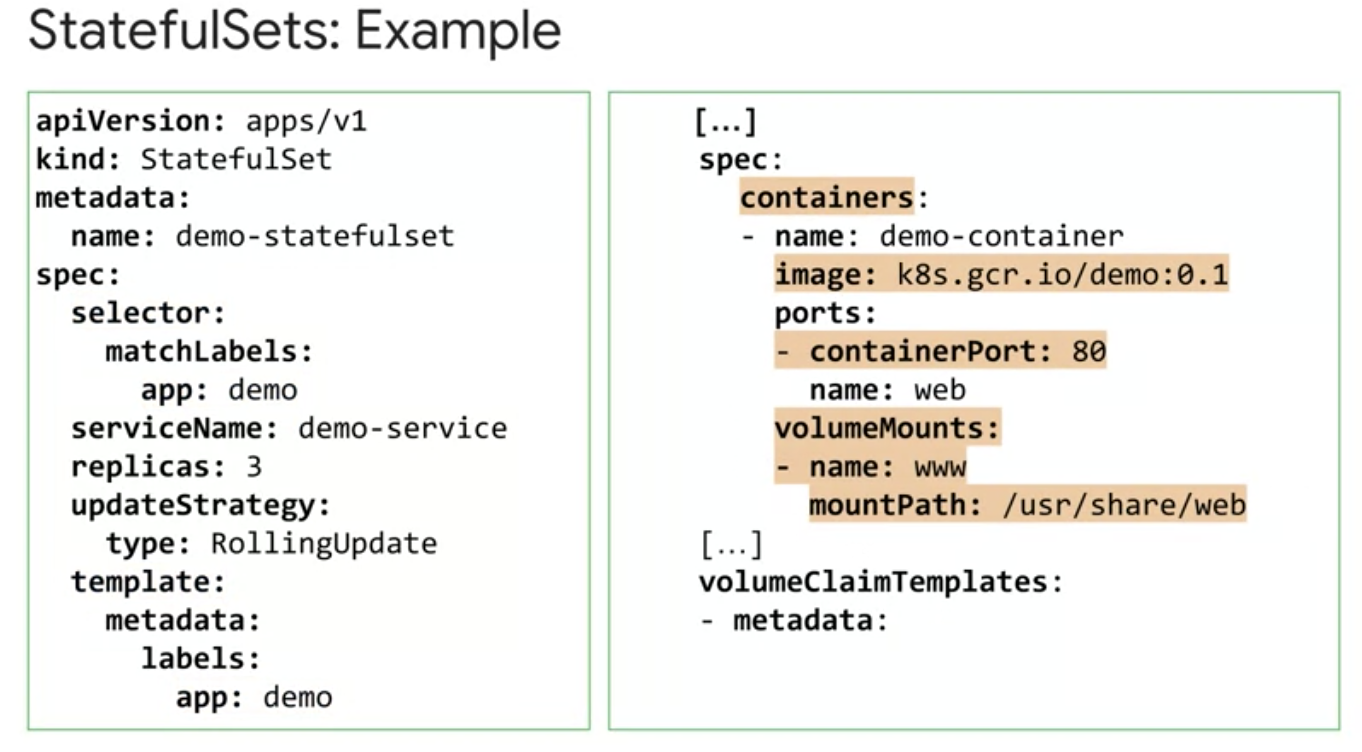 StatefulSets: Example
apiVersion: apps/v1
kind: StatefulSet
metadata:
  name: demo-statefulset
spec:
  selector:
    matchLabels:
      app: demo
  serviceName: demo-service
  replicas: 3
  updateStrategy:
    type: RollingUpdate
  template:
    metadata:
      labels:
        app: demo
[...]
spec:
  containers:
  - name: demo-container
    image: k8s.gcr.io/demo:0.1
    ports:
    - containerPort: 80
      name: web
    volumeMounts:
    - name: www
      mountPath: /usr/share/web
[...]
volumeClaimTemplates:
- metadata: